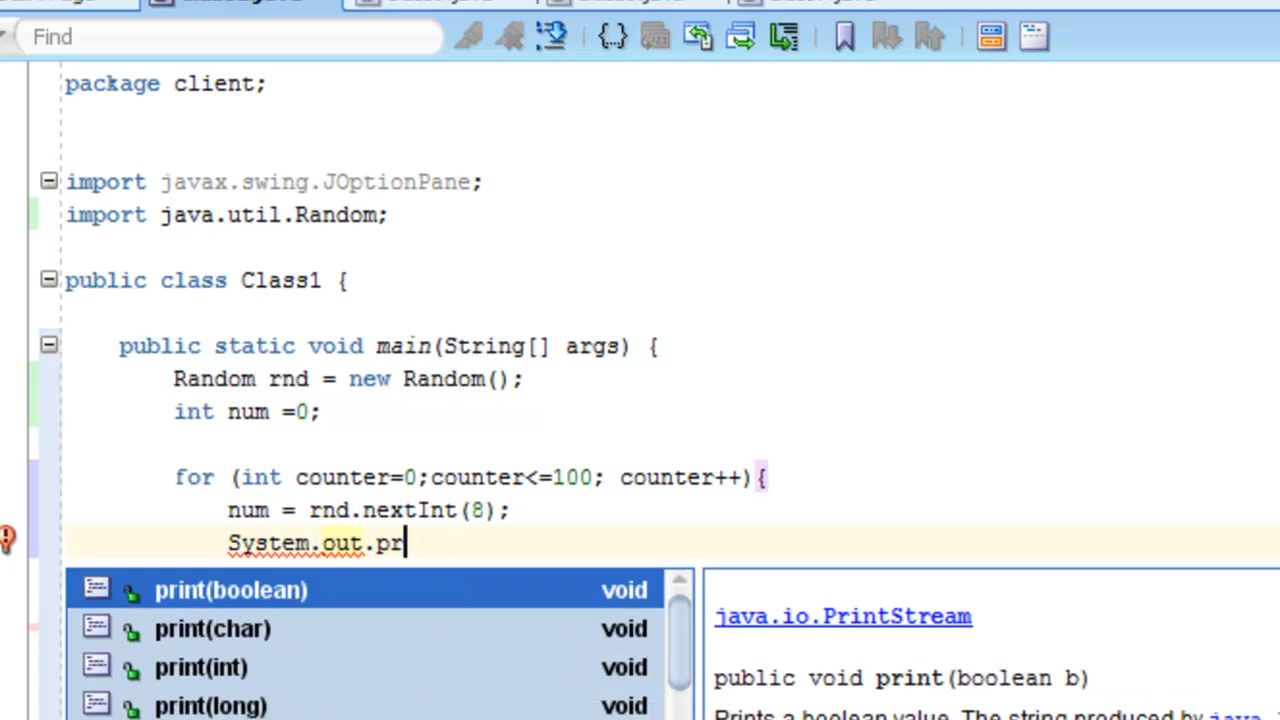 Find
package client;
import javax.swing.JOptionPane;
import java.util.Random;
public class Class1 {
public static void main(String[] args) {
Random rnd = new Random();
int num =0;
for (int counter=0;counter<=100; counter++){
num = rnd.nextInt(8);
System.out.pr
print(boolean) void
print(char) void
print(int) void
print(long) void
java.io.PrintStream
public void print(boolean b)
Prints a boolean value. The string produced by java.